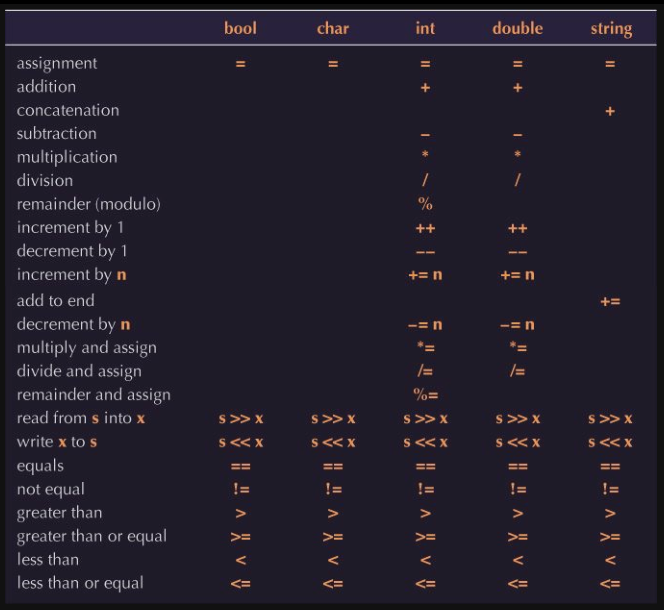 bool char int double string
assignment = = = = =
addition + +
concatenation +
subtraction − −
multiplication * *
division / /
remainder (modulo) %
increment by 1 ++ ++
decrement by 1 −− −−
increment by n += n += n
add to end +=
decrement by n −= n −= n
multiply and assign *= *=
divide and assign /= /=
remainder and assign %=
read from s into x s >> x s >> x s >> x s >> x s >> x
write x to s s << x s << x s << x s << x s << x
equals == == == == ==
not equal != != != != !=
greater than > > > > >
greater than or equal >= >= >= >= >=
less than < < < < <
less than or equal <= <= <= <= <=